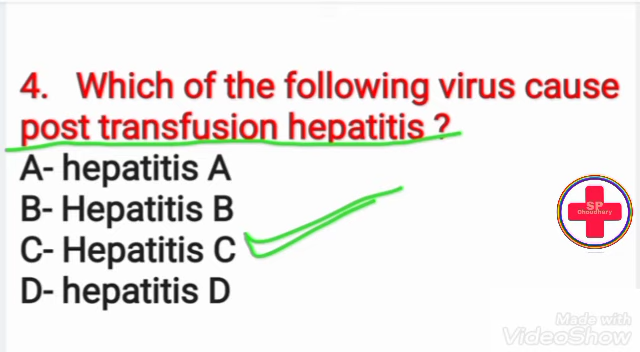 4. Which of the following virus cause
post transfusion hepatitis ?
A- hepatitis A
B- Hepatitis B
C- Hepatitis C
D- hepatitis D
SP
Choudhary
Made with
VideoShow